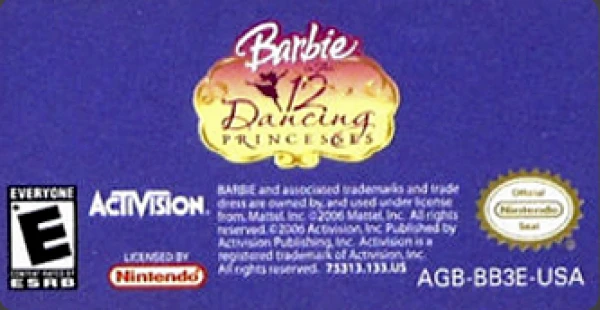 Barbie
in the
12
Dancing
PRINCESSES
EVERYONE
E
CONTENT RATED BY
ESRB
ACTIVISION.
LICENSED BY
Nintendo
BARBIE and associated trademarks and trade
dress are owned by, and used under license
from, Mattel, Inc. ©2006 Mattel, Inc. All rights
reserved. ©2006 Activision, Inc. Published by
Activision Publishing, Inc. Activision is a
registered trademark of Activision, Inc.
All rights reserved. 75313.133.US
Official
Nintendo
Seal
AGB-BB3E-USA